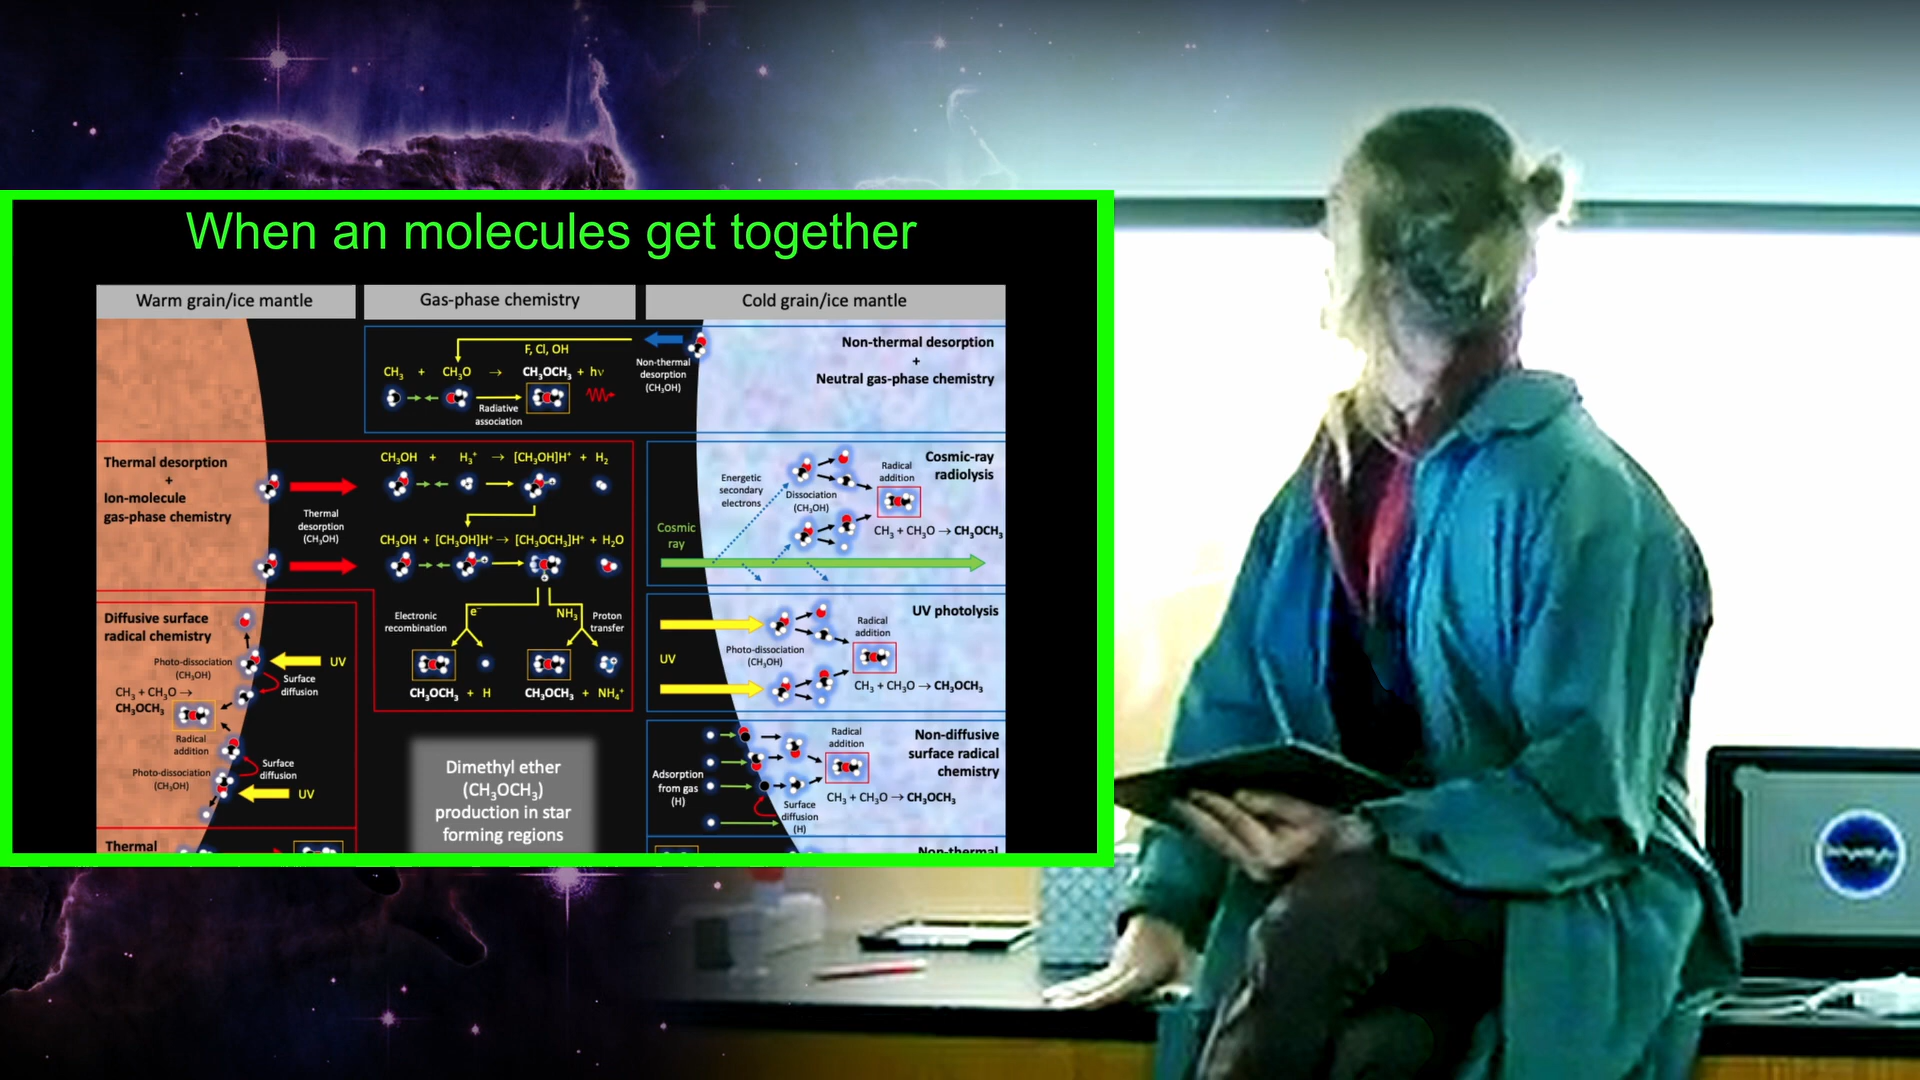 When an molecules get together
Warm grain/ice mantle
Gas-phase chemistry
Cold grain/ice mantle
F, Cl, OH
CH₃ + CH₃O → CH₃OCH₃ + hν
Radiative
association
Non-thermal
desorption
(CH₃OH)
Non-thermal desorption
+
Neutral gas-phase chemistry
Thermal desorption
+
Ion-molecule
gas-phase chemistry
Thermal
desorption
(CH₃OH)
CH₃OH + H₃⁺ → [CH₃OH]H⁺ + H₂
CH₃OH + [CH₃OH]H⁺ → [CH₃OCH₃]H⁺ + H₂O
Electronic
recombination
e⁻
NH₃
Proton
transfer
CH₃OCH₃ + H
CH₃OCH₃ + NH₄⁺
Cosmic-ray
radiolysis
Energetic
secondary
electrons
Dissociation
(CH₃OH)
Radical
addition
Cosmic
ray
CH₃ + CH₃O → CH₃OCH₃
Diffusive surface
radical chemistry
Photo-dissociation
(CH₃OH)
UV
Surface
diffusion
CH₃ + CH₃O →
CH₃OCH₃
Radical
addition
Surface
diffusion
Photo-dissociation
(CH₃OH)
UV
UV photolysis
Radical
addition
Photo-dissociation
(CH₃OH)
UV
CH₃ + CH₃O → CH₃OCH₃
Non-diffusive
surface radical
chemistry
Radical
addition
Adsorption
from gas
(H)
CH₃ + CH₃O → CH₃OCH₃
Surface
diffusion
(H)
Dimethyl ether
(CH₃OCH₃)
production in star
forming regions
Thermal
Non-thermal